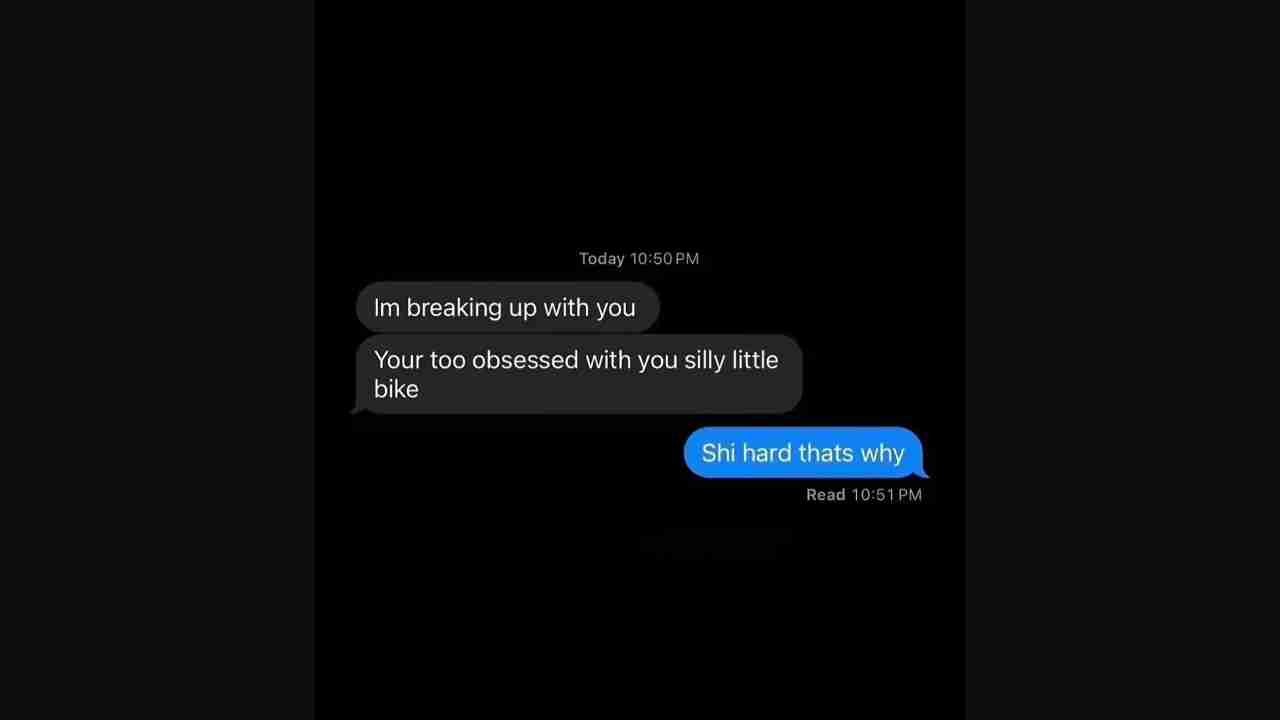 Today 10:50 PM
Im breaking up with you
Your too obsessed with you silly little
bike
Shi hard thats why
Read 10:51 PM